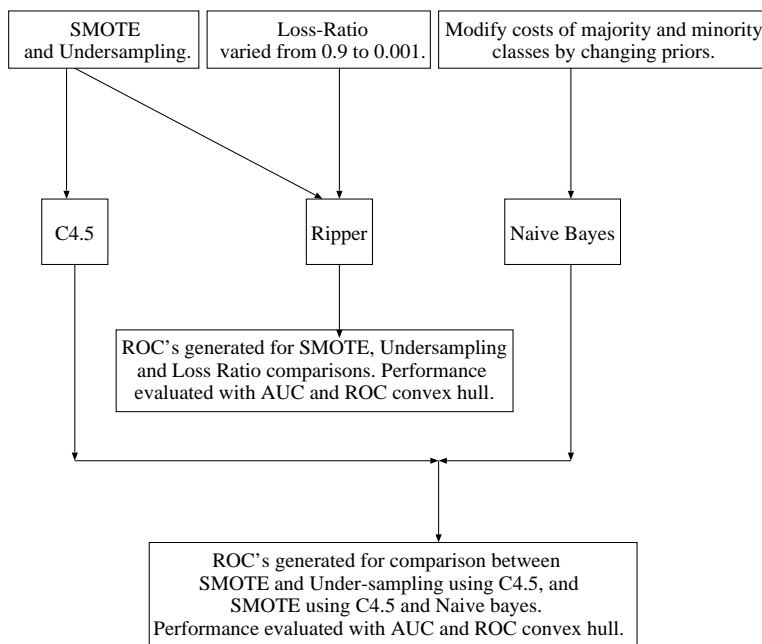 SMOTE
and Undersampling.
Loss-Ratio
varied from 0.9 to 0.001.
Modify costs of majority and minority
classes by changing priors.
C4.5
Ripper
Naive Bayes
ROC's generated for SMOTE, Undersampling
and Loss Ratio comparisons. Performance
evaluated with AUC and ROC convex hull.
ROC's generated for comparison between
SMOTE and Under-sampling using C4.5, and
SMOTE using C4.5 and Naive bayes.
Performance evaluated with AUC and ROC convex hull.